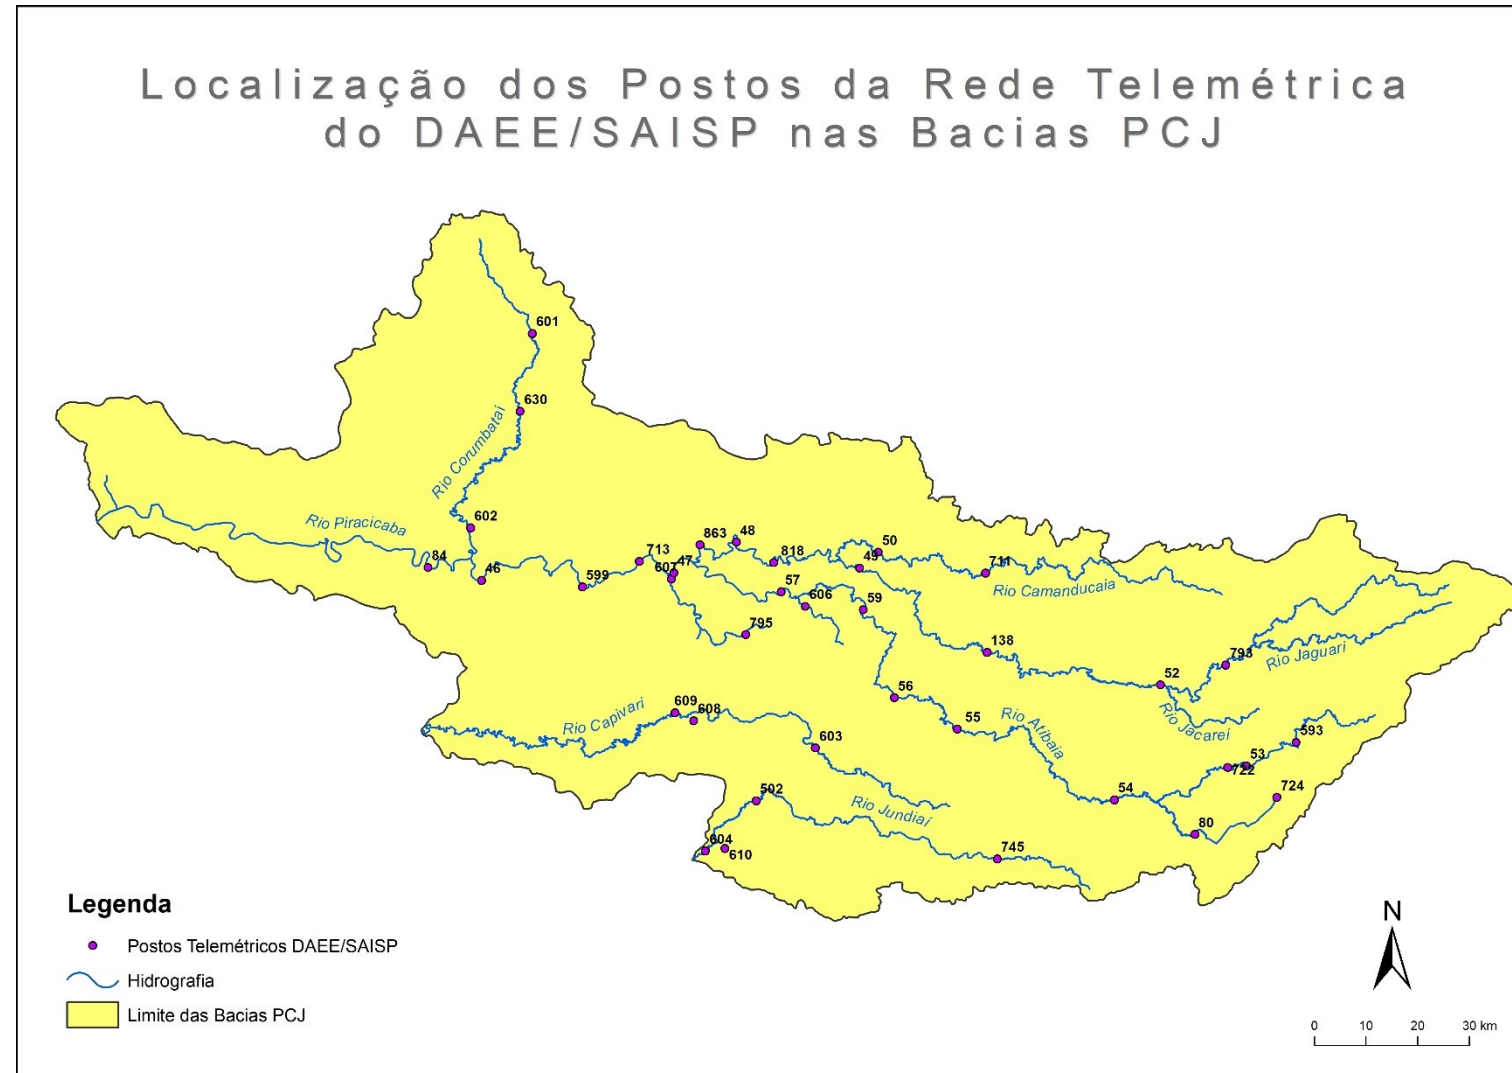 Localização dos Postos da Rede Telemétrica
do DAEE/SAISP nas Bacias PCJ
601
630
Rio Corumbataí
602
Rio Piracicaba
84
46
599
713
607
47
863
48
818
50
49
711
Rio Camanducaia
57
606
59
795
138
52
793
Rio Jaguari
Rio Jacareí
56
55
Rio Atibaia
609
608
Rio Capivari
603
593
53
722
724
54
80
502
Rio Jundiaí
604
610
745
Legenda
Postos Telemétricos DAEE/SAISP
Hidrografia
Limite das Bacias PCJ
N
0 10 20 30 km